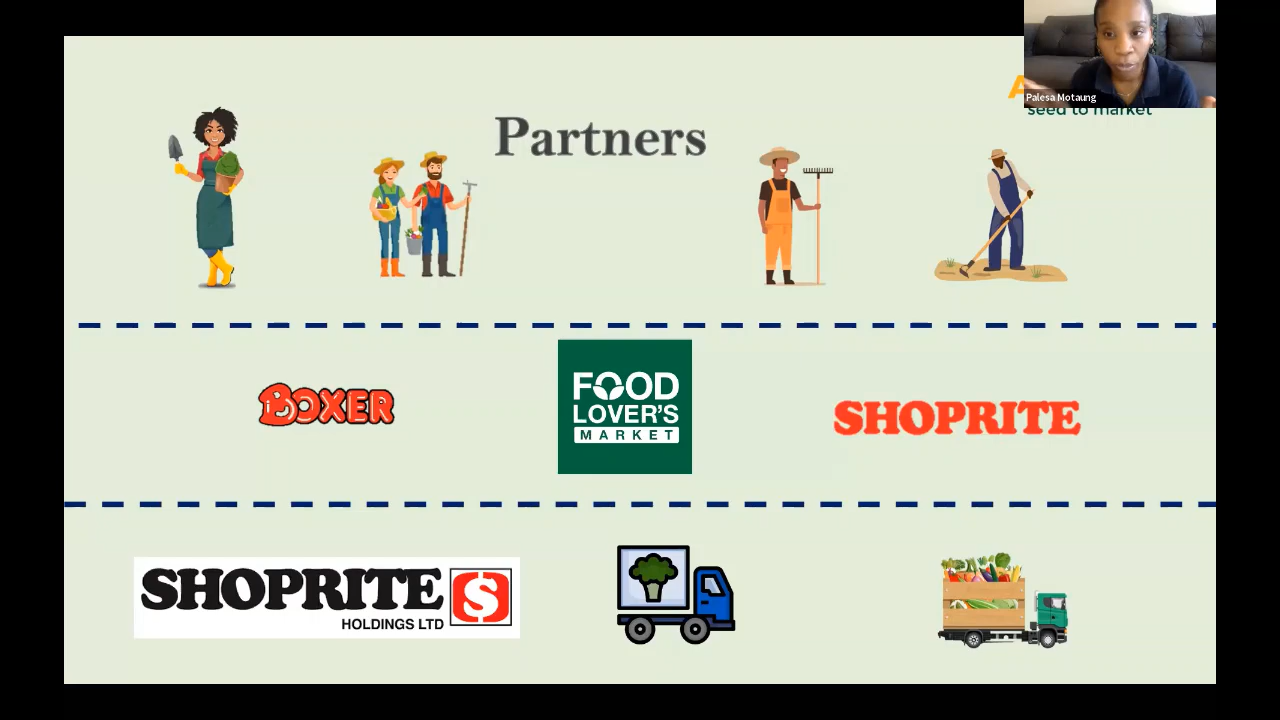 Palesa Motaung
seed to market
Partners
BOXER
FOOD
LOVER'S
MARKET
SHOPRITE
SHOPRITE
HOLDINGS LTD